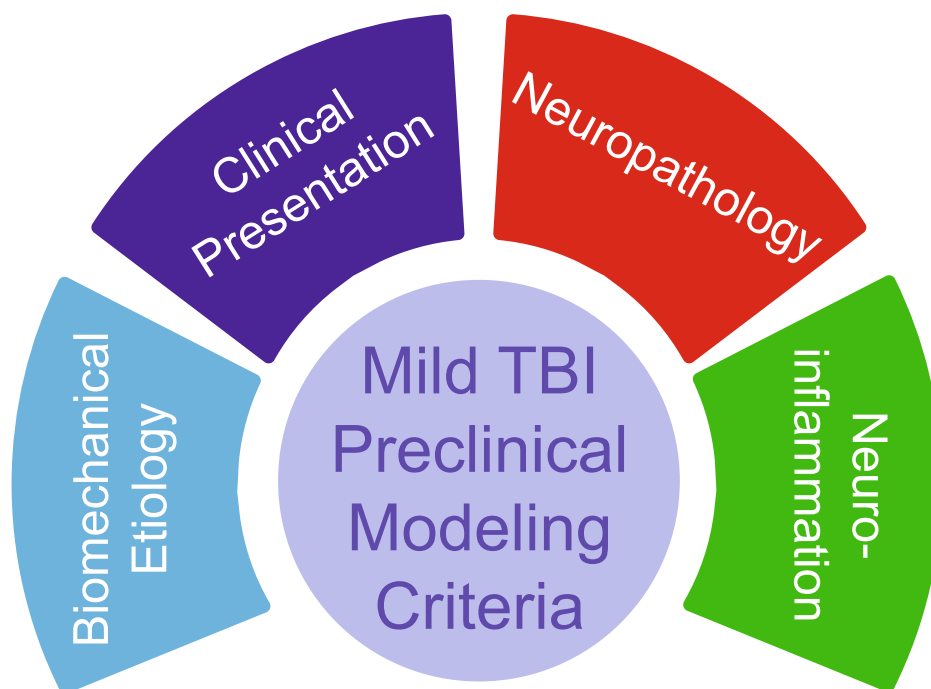 Biomechanical
Etiology
Clinical
Presentation
Neuropathology
Neuro-
inflammation
Mild TBI
Preclinical
Modeling
Criteria